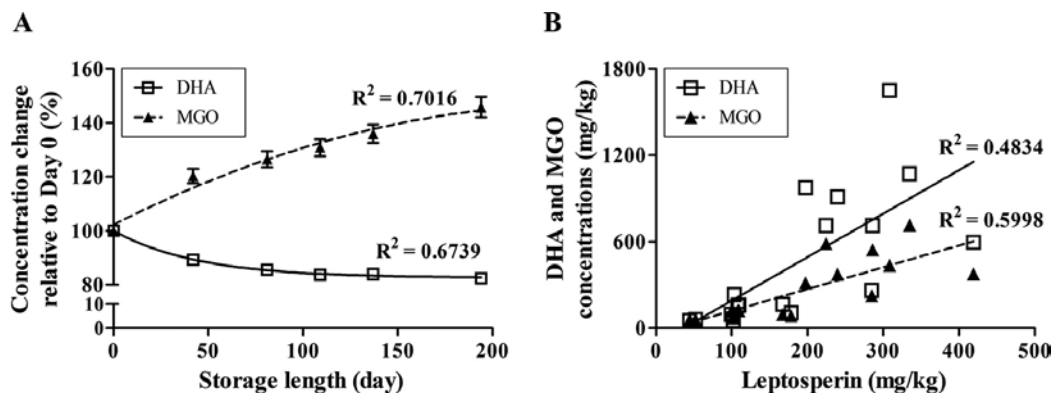 A
Concentration change
relative to Day 0 (%)
160
140
120
100
80
10
0
DHA
MGO
R² = 0.7016
R² = 0.6739
0
50
100
150
200
Storage length (day)
B
DHA and MGO
concentrations (mg/kg)
1800
1200
600
0
DHA
MGO
R² = 0.4834
R² = 0.5998
0
100
200
300
400
500
Leptosperin (mg/kg)